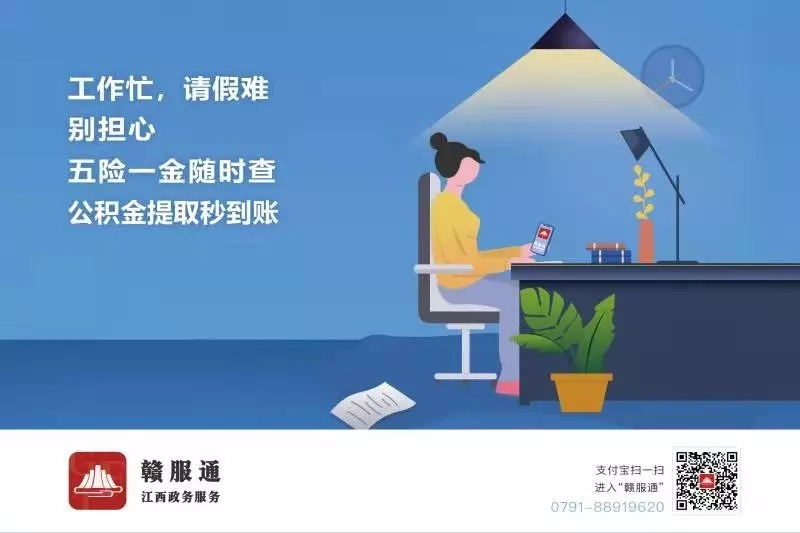 工作忙，请假难
别担心
五险一金随时查
公积金提取秒到账
赣服通
江西政务服务
支付宝扫一扫
进入“赣服通”
0791-88919620